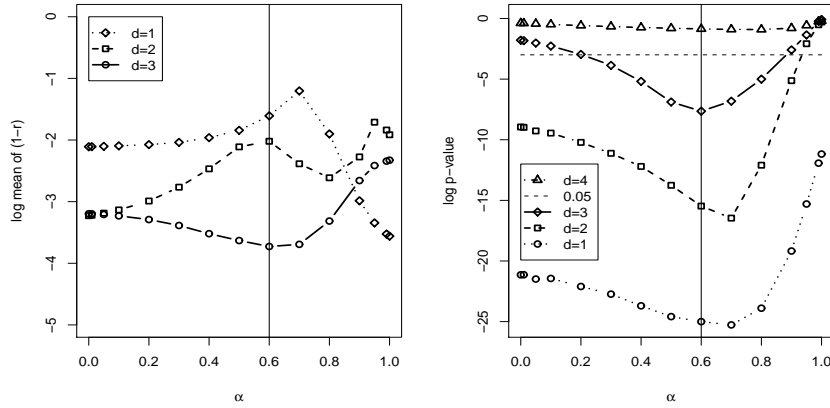 log mean of (1-r)
0
-1
-2
-3
-4
-5
d=1
d=2
d=3
0.0 0.2 0.4 0.6 0.8 1.0
α
log p-value
0
-5
-10
-15
-20
-25
d=4
0.05
d=3
d=2
d=1
0.0 0.2 0.4 0.6 0.8 1.0
α